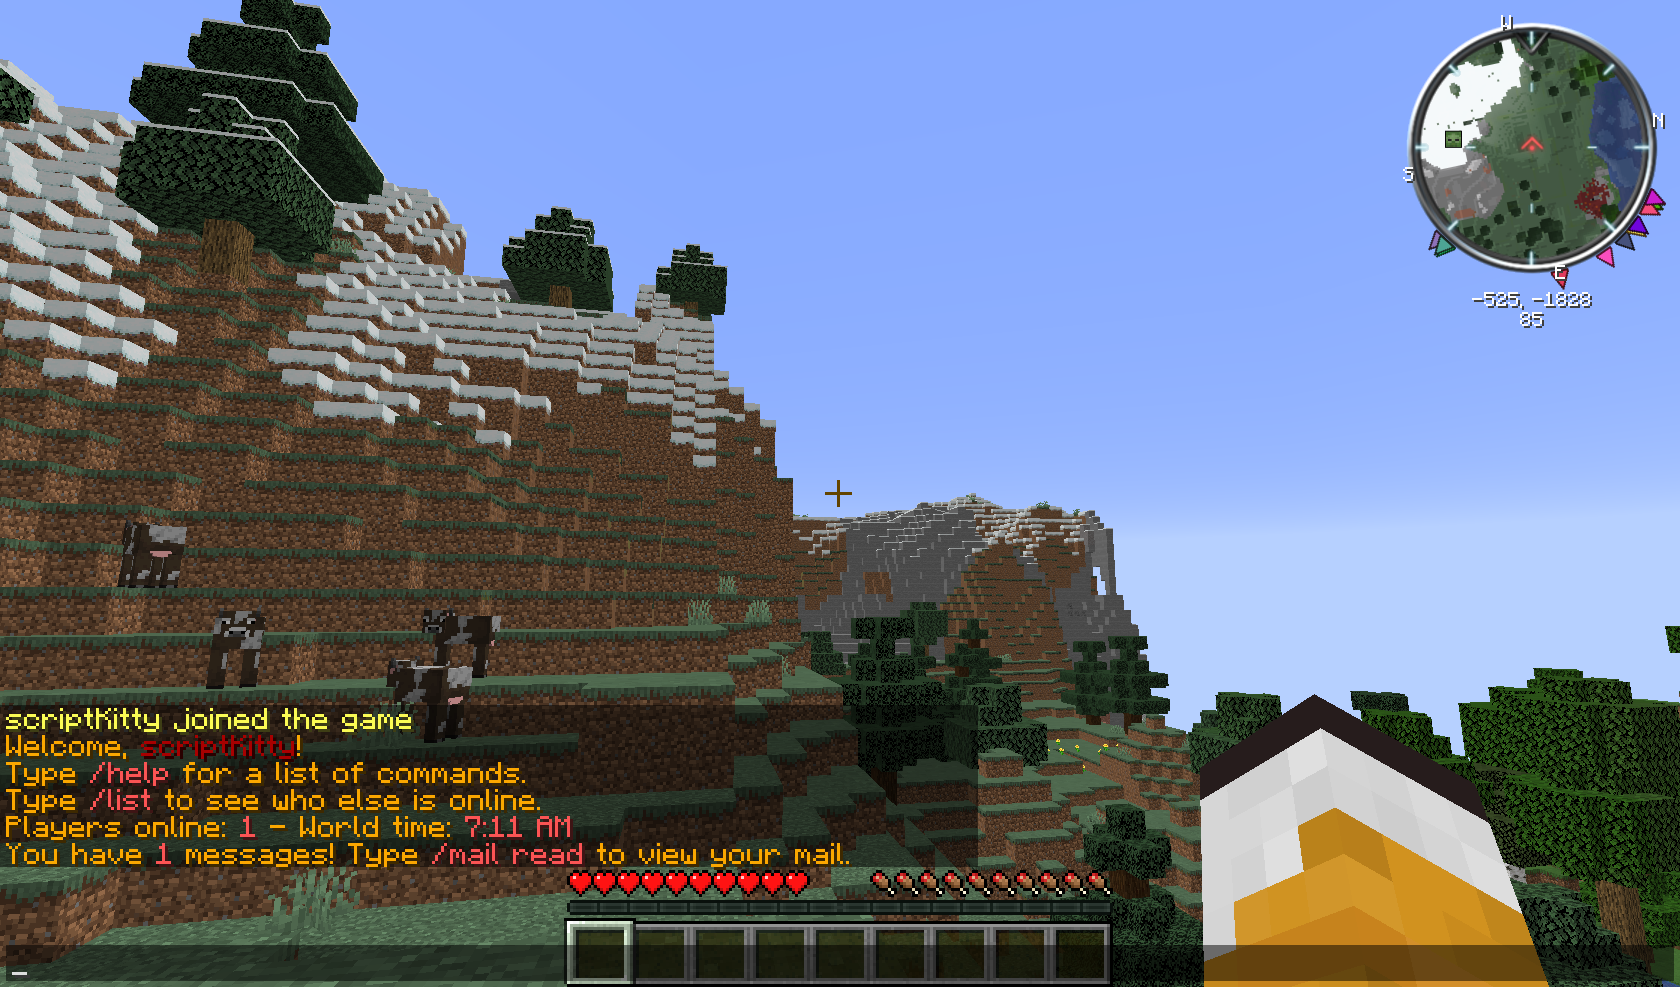 W
N
S
E
-525, -1828
85
scriptKitty joined the game
Welcome, scriptKitty!
Type /help for a list of commands.
Type /list to see who else is online.
Players online: 1 - World time: 7:11 AM
You have 1 messages! Type /mail read to view your mail.
_